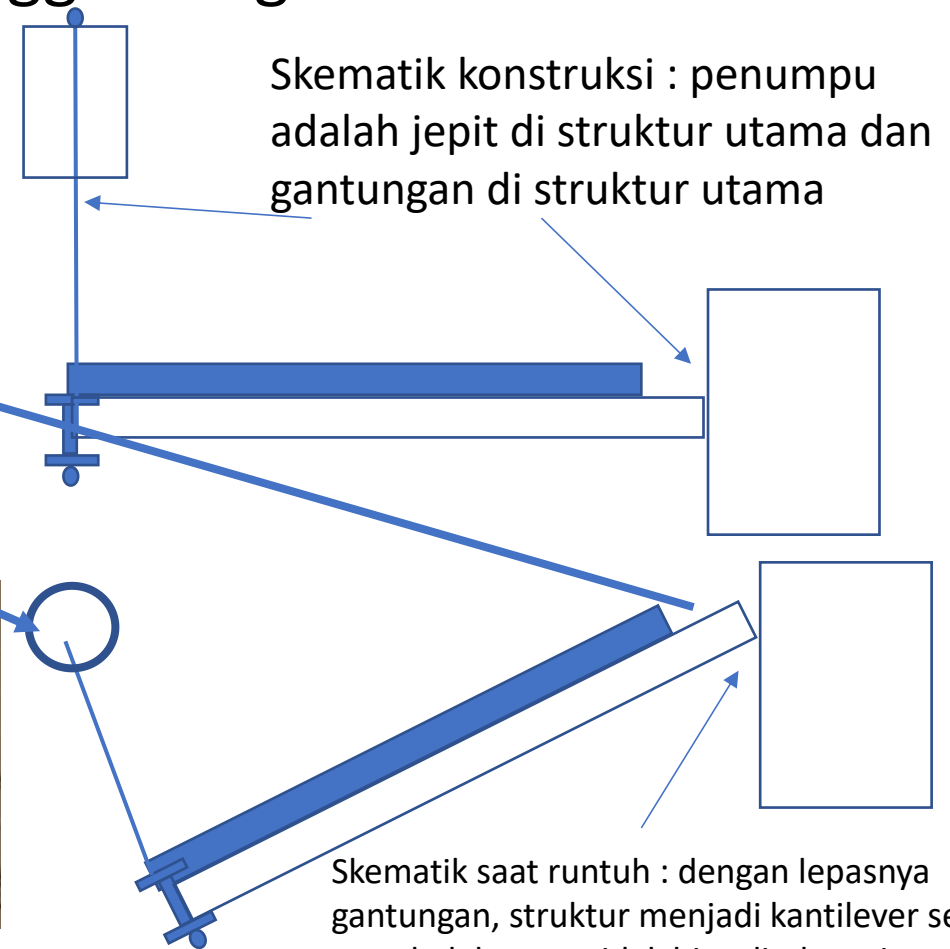 Skematik konstruksi : penumpu
adalah jepit di struktur utama dan
gantungan di struktur utama
Skematik saat runtuh : dengan lepasnya
gantungan, struktur menjadi kantilever